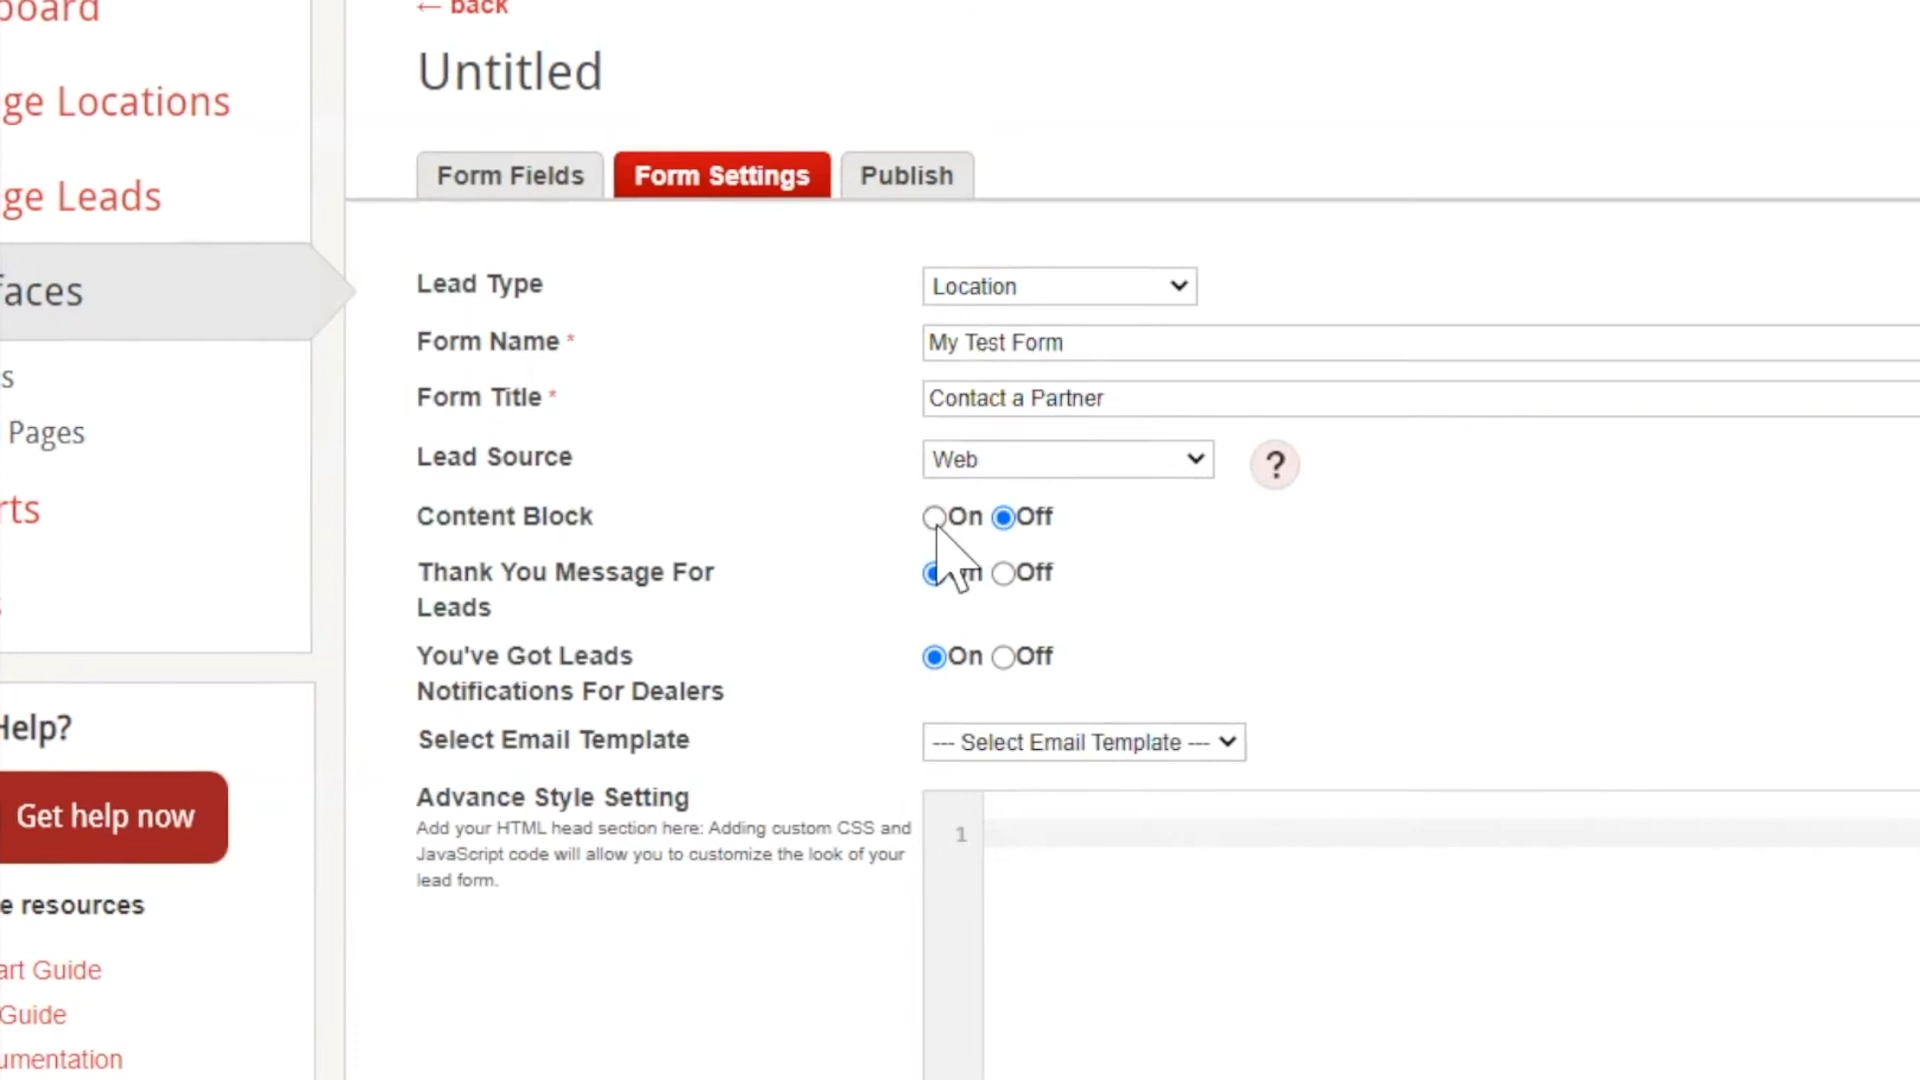 board
← back
Untitled
ge Locations
Form Fields Form Settings Publish
ge Leads
Lead Type Location
faces
Form Name * My Test Form
s
Form Title * Contact a Partner
Pages
Lead Source Web ?
rts
Content Block On Off
Thank You Message For
Leads
Off
You've Got Leads
Notifications For Dealers
On Off
Help?
Select Email Template --- Select Email Template ---
Get help now
Advance Style Setting
Add your HTML head section here: Adding custom CSS and
JavaScript code will allow you to customize the look of your
lead form.
1
e resources
art Guide
Guide
umentation